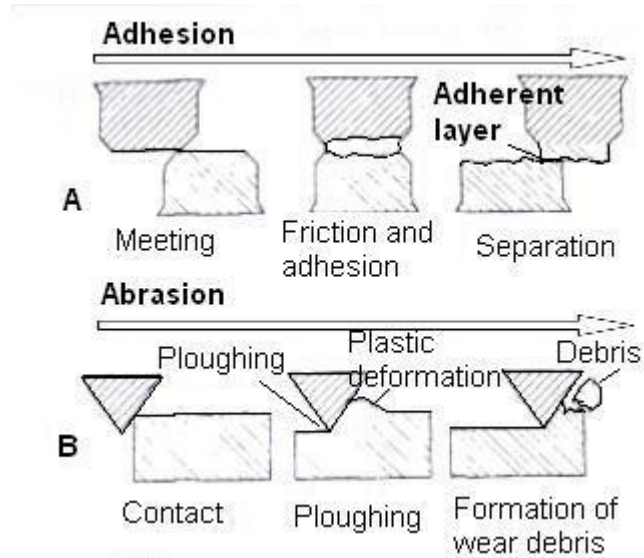 Adhesion
Adherent
layer
A
Meeting
Friction and
adhesion
Separation
Abrasion
Ploughing
Plastic
deformation
Debris
B
Contact
Ploughing
Formation of
wear debris